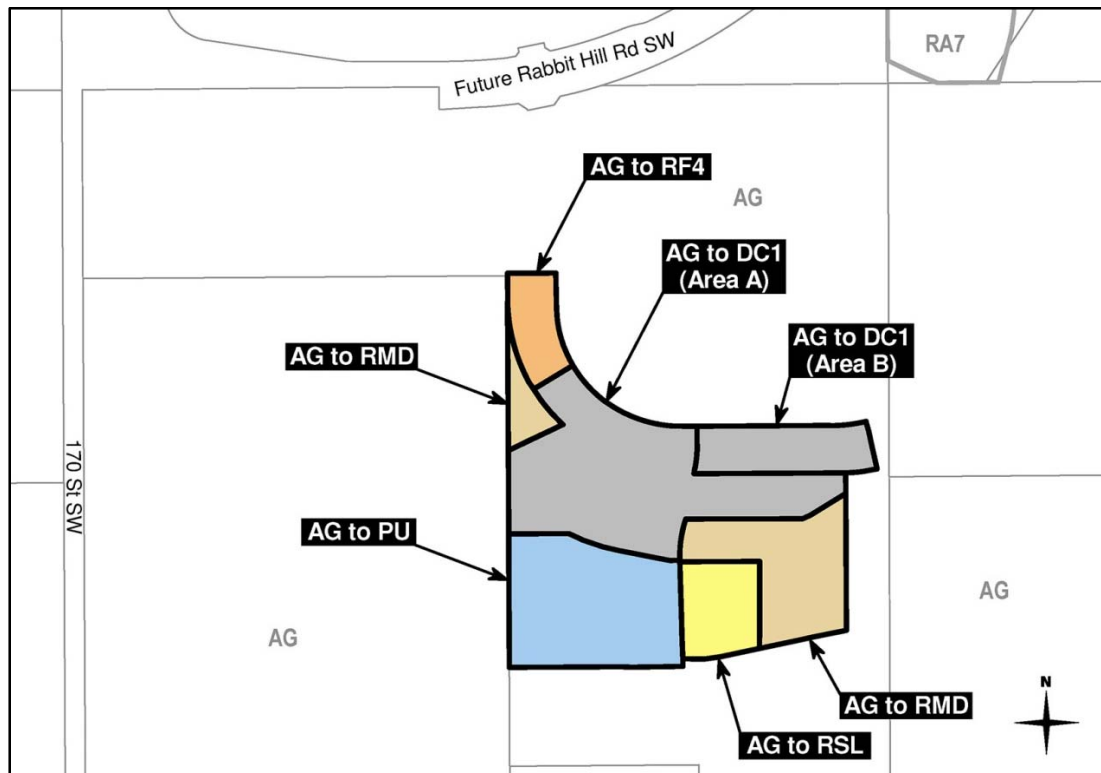 RA7
Future Rabbit Hill Rd SW
AG to RF4
AG
AG to DC1
(Area A)
AG to DC1
(Area B)
AG to RMD
170 St SW
AG to PU
AG
AG
AG to RMD
AG to RSL
N